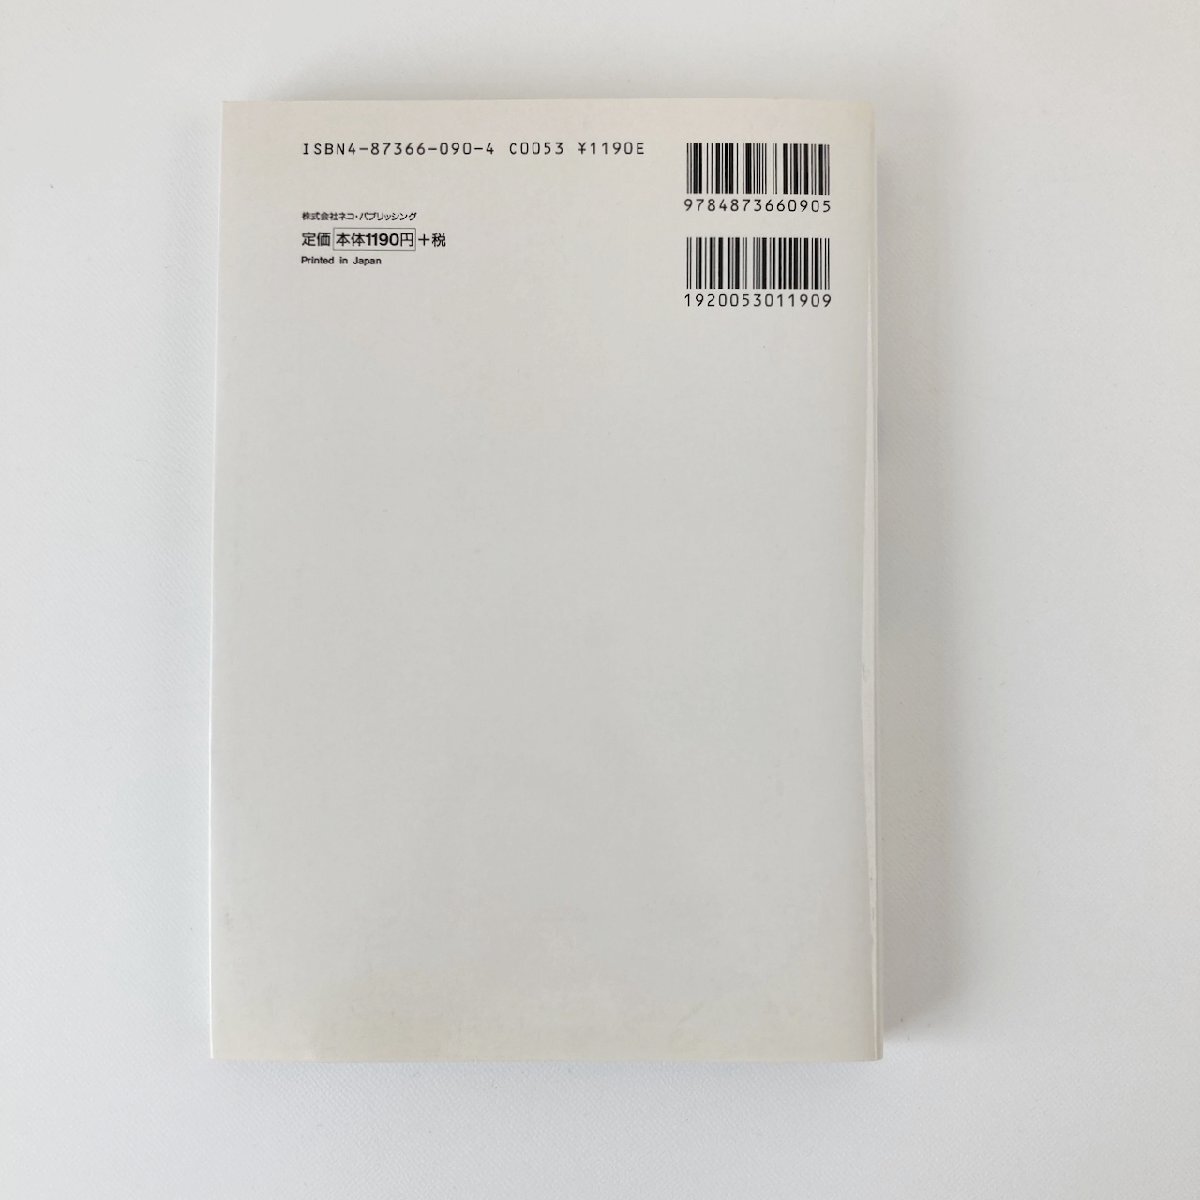 ISBN4-87366-090-4 C0053 ¥1190E
9784873660905
株式会社ネコ・パブリッシング
定価 本体1190円 +税
Printed in Japan
1920053011909